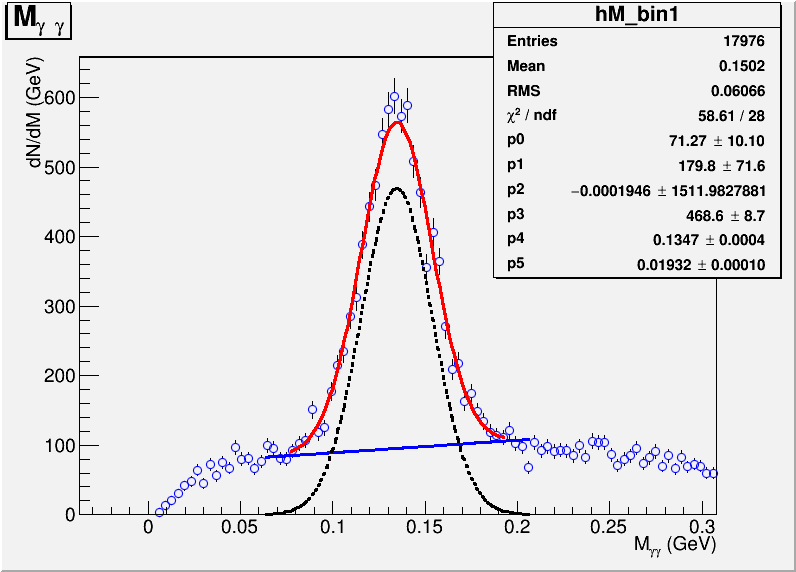 Mγ γ
hM_bin1
Entries 17976
Mean 0.1502
RMS 0.06066
χ² / ndf 58.61 / 28
p0 71.27 ± 10.10
p1 179.8 ± 71.6
p2 −0.0001946 ± 1511.9827881
p3 468.6 ± 8.7
p4 0.1347 ± 0.0004
p5 0.01932 ± 0.00010
dN/dM (GeV)
600
500
400
300
200
100
0
0 0.05 0.1 0.15 0.2 0.25 0.3
Mγγ (GeV)